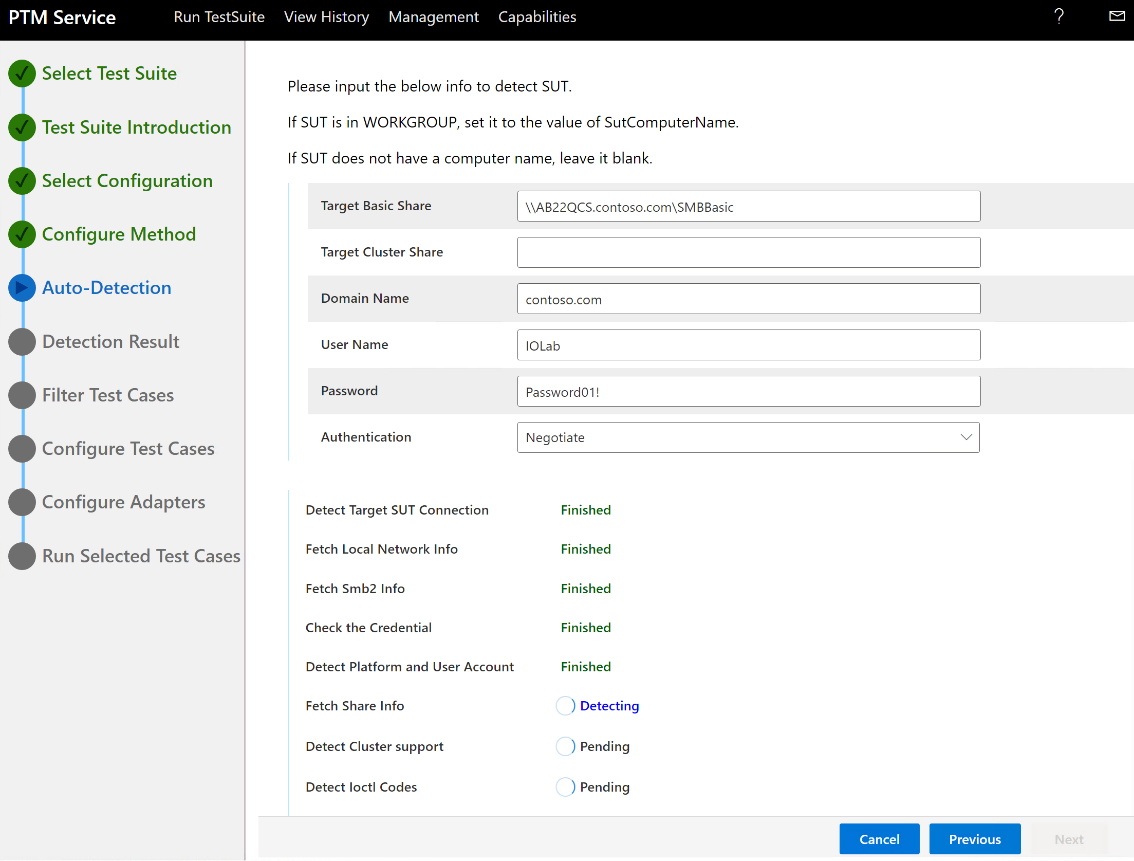 PTM Service Run TestSuite View History Management Capabilities ?
Select Test Suite
Test Suite Introduction
Select Configuration
Configure Method
Auto-Detection
Detection Result
Filter Test Cases
Configure Test Cases
Configure Adapters
Run Selected Test Cases
Please input the below info to detect SUT.
If SUT is in WORKGROUP, set it to the value of SutComputerName.
If SUT does not have a computer name, leave it blank.
Target Basic Share \\AB22QCS.contoso.com\SMBBasic
Target Cluster Share
Domain Name contoso.com
User Name IOLab
Password Password01!
Authentication Negotiate
Detect Target SUT Connection Finished
Fetch Local Network Info Finished
Fetch Smb2 Info Finished
Check the Credential Finished
Detect Platform and User Account Finished
Fetch Share Info Detecting
Detect Cluster support Pending
Detect Ioctl Codes Pending
Cancel Previous Next